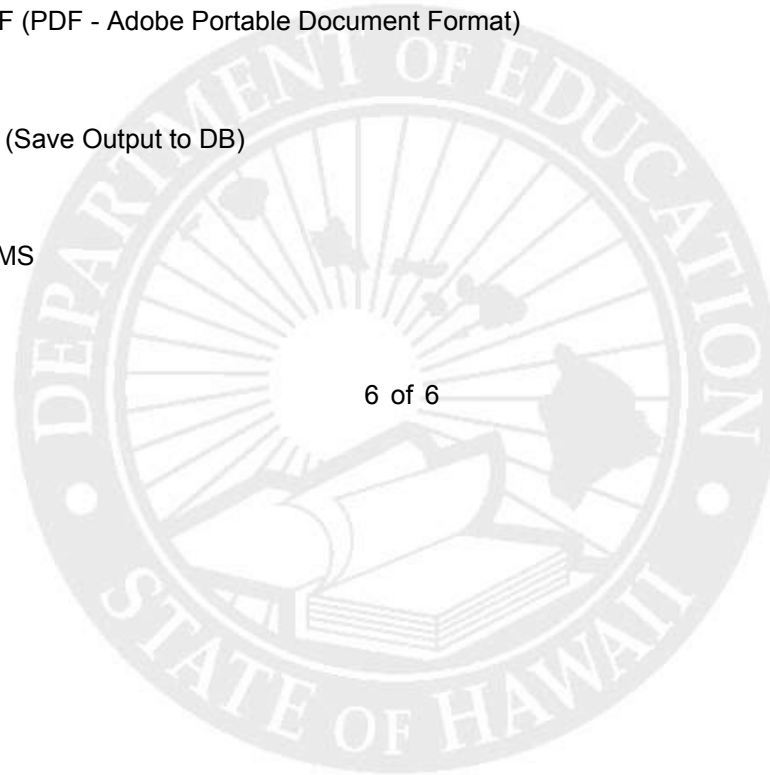 F (PDF - Adobe Portable Document Format)
(Save Output to DB)
MS
6 of 6
DEPARTMENT OF EDUCATION
STATE OF HAWAII